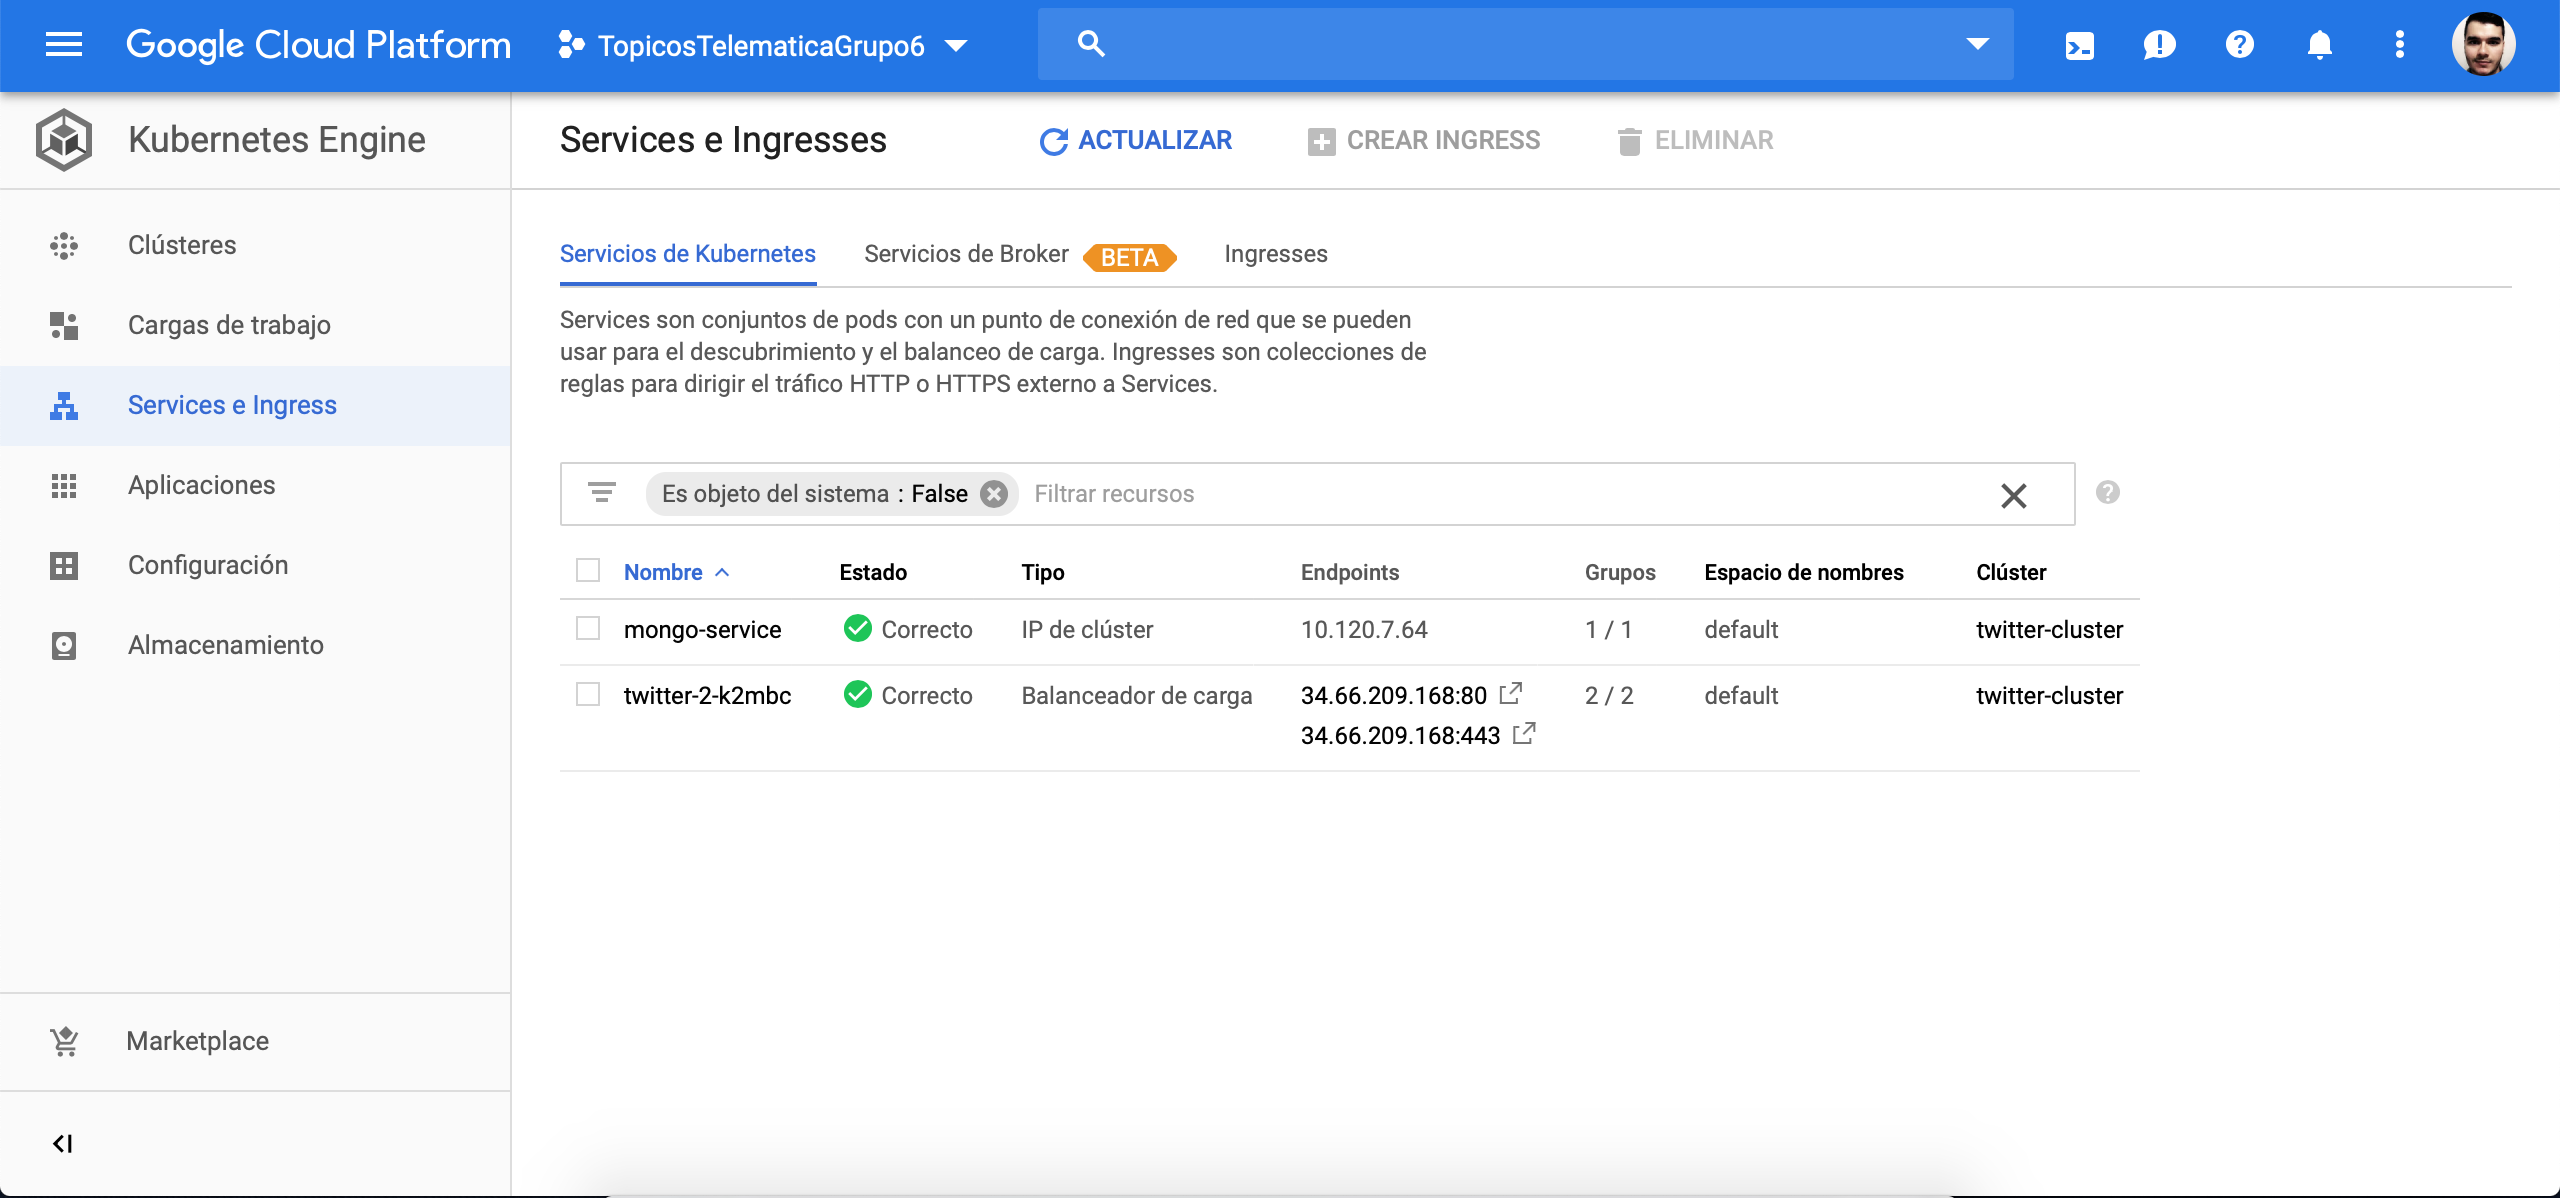 Google Cloud Platform TopicosTelematicaGrupo6
Kubernetes Engine
Services e Ingresses ACTUALIZAR CREAR INGRESS ELIMINAR
Clústeres
Cargas de trabajo
Services e Ingress
Aplicaciones
Configuración
Almacenamiento
Marketplace
Servicios de Kubernetes Servicios de Broker BETA Ingresses
Services son conjuntos de pods con un punto de conexión de red que se pueden
usar para el descubrimiento y el balanceo de carga. Ingresses son colecciones de
reglas para dirigir el tráfico HTTP o HTTPS externo a Services.
Es objeto del sistema : False Filtrar recursos
Nombre Estado Tipo Endpoints Grupos Espacio de nombres Clúster
mongo-service Correcto IP de clúster 10.120.7.64 1 / 1 default twitter-cluster
twitter-2-k2mbc Correcto Balanceador de carga 34.66.209.168:80 2 / 2 default twitter-cluster
34.66.209.168:443